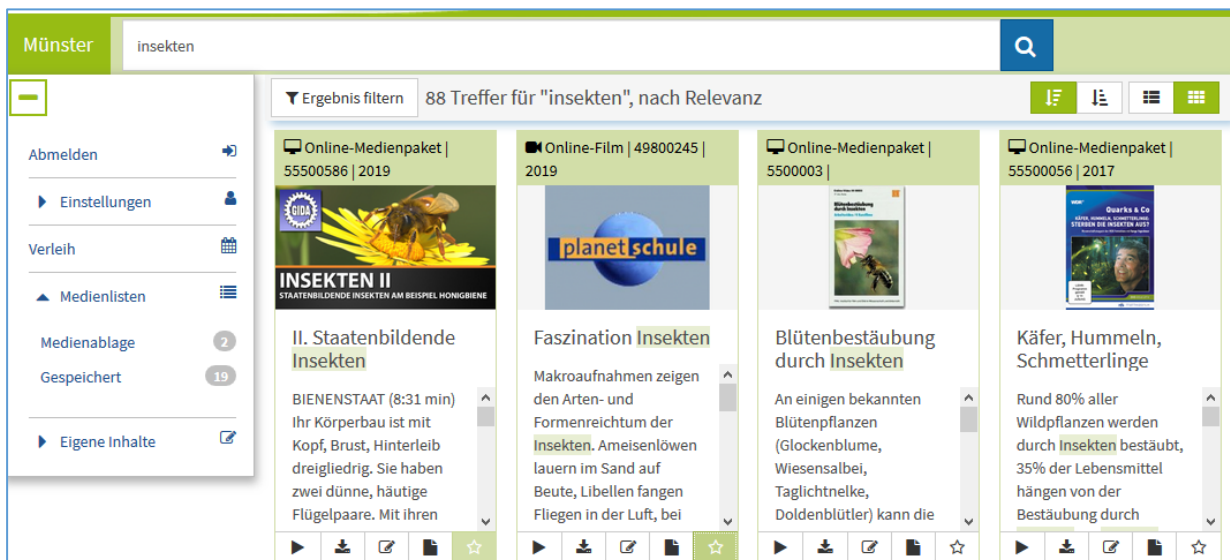 Münster
insekten
Ergebnis filtern
88 Treffer für "insekten", nach Relevanz
Abmelden
Einstellungen
Verleih
Medienlisten
Medienablage 2
Gespeichert 19
Eigene Inhalte
Online-Medienpaket |
55500586 | 2019
GIDA
INSEKTEN II
STAATENBILDENDE INSEKTEN AM BEISPIEL HONIGBIENE
II. Staatenbildende
Insekten
BIENENSTAAT (8:31 min)
Ihr Körperbau ist mit
Kopf, Brust, Hinterleib
dreigliedrig. Sie haben
zwei dünne, häutige
Flügelpaare. Mit ihren
Online-Film | 49800245 |
2019
planet schule
Faszination Insekten
Makroaufnahmen zeigen
den Arten- und
Formenreichtum der
Insekten. Ameisenlöwen
lauern im Sand auf
Beute, Libellen fangen
Fliegen in der Luft, bei
Online-Medienpaket |
5500003 |
Blütenbestäubung
durch Insekten
Blütenbestäubung
durch Insekten
An einigen bekannten
Blütenpflanzen
(Glockenblume,
Wiesensalbei,
Taglichtnelke,
Doldenblütler) kann die
Online-Medienpaket |
55500056 | 2017
WDR
Quarks & Co
KÄFER, HUMMELN, SCHMETTERLINGE
STERBEN DIE INSEKTEN AUS?
Käfer, Hummeln,
Schmetterlinge
Rund 80% aller
Wildpflanzen werden
durch Insekten bestäubt,
35% der Lebensmittel
hängen von der
Bestäubung durch